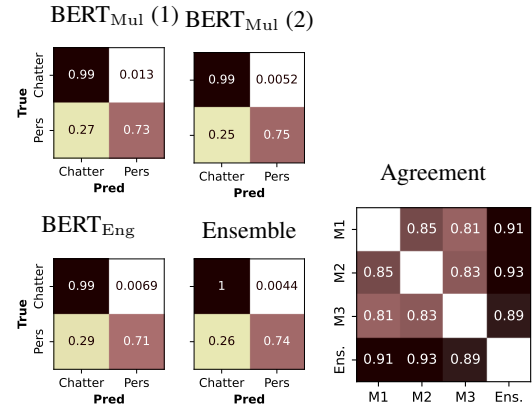 BERT_Mul (1)
True
Chatter
0.99 0.013
Pers
0.27 0.73
Chatter Pers
Pred
BERT_Mul (2)
0.99 0.0052
0.25 0.75
Chatter Pers
Pred
BERT_Eng
True
Chatter
0.99 0.0069
Pers
0.29 0.71
Chatter Pers
Pred
Ensemble
1 0.0044
0.26 0.74
Chatter Pers
Pred
Agreement
M1 0.85 0.81 0.91
M2 0.85 0.83 0.93
M3 0.81 0.83 0.89
Ens. 0.91 0.93 0.89
M1 M2 M3 Ens.